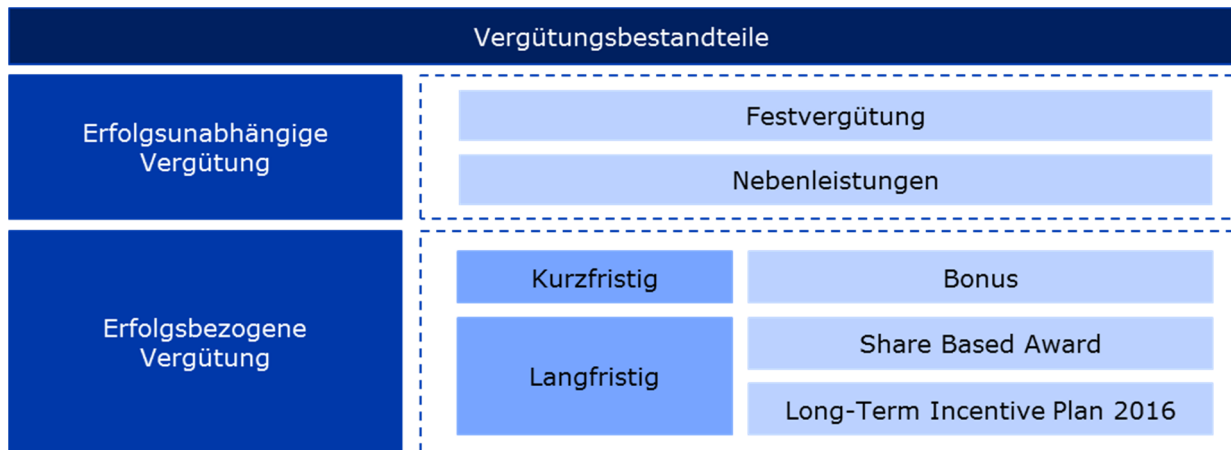 Vergütungsbestandteile
Erfolgsunabhängige
Vergütung
Festvergütung
Nebenleistungen
Erfolgsbezogene
Vergütung
Kurzfristig
Bonus
Langfristig
Share Based Award
Long-Term Incentive Plan 2016